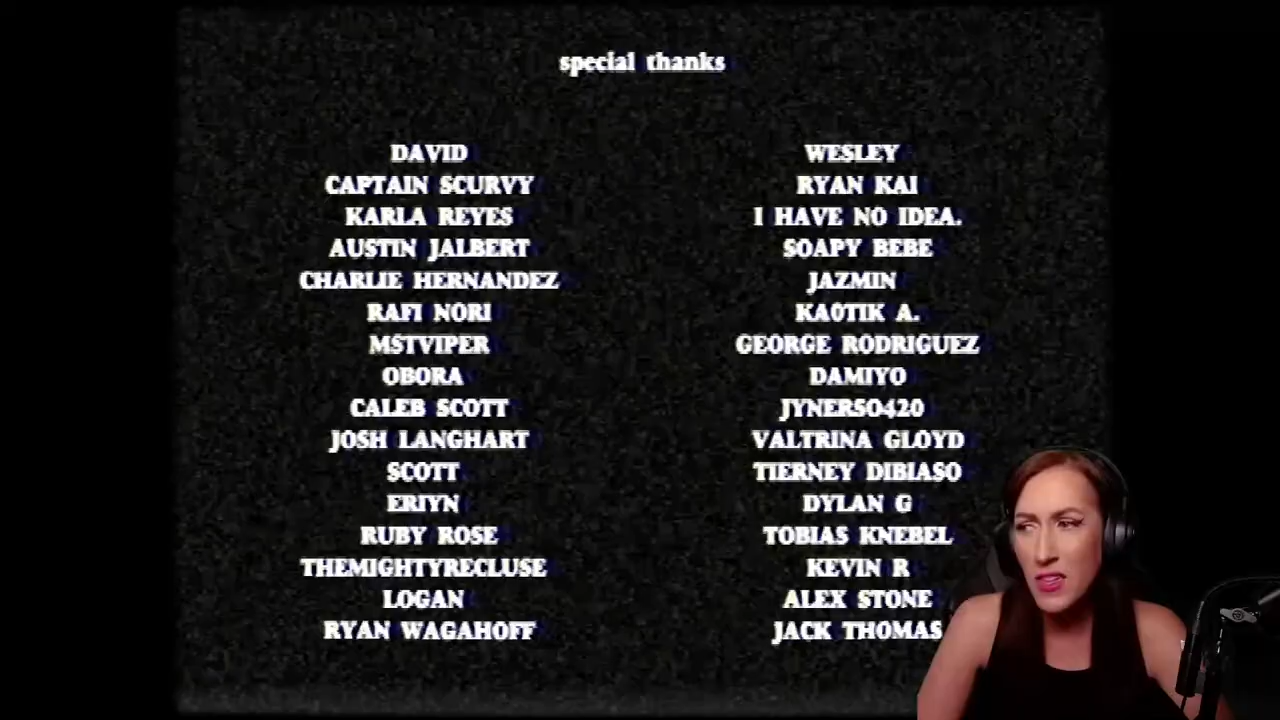 special thanks
DAVID
CAPTAIN SCURVY
KARLA REYES
AUSTIN JALBERT
CHARLIE HERNANDEZ
RAFI NORI
MSTVIPER
OBORA
CALEB SCOTT
JOSH LANGHART
SCOTT
ERIYN
RUBY ROSE
THEMIGHTYRECLUSE
LOGAN
RYAN WAGAHOFF
WESLEY
RYAN KAI
I HAVE NO IDEA.
SOAPY BEBE
JAZMIN
KA0TIK A.
GEORGE RODRIGUEZ
DAMIYO
JYNERSO420
VALTRINA GLOYD
TIERNEY DIBIASO
DYLAN G
TOBIAS KNEBEL
KEVIN R
ALEX STONE
JACK THOMAS